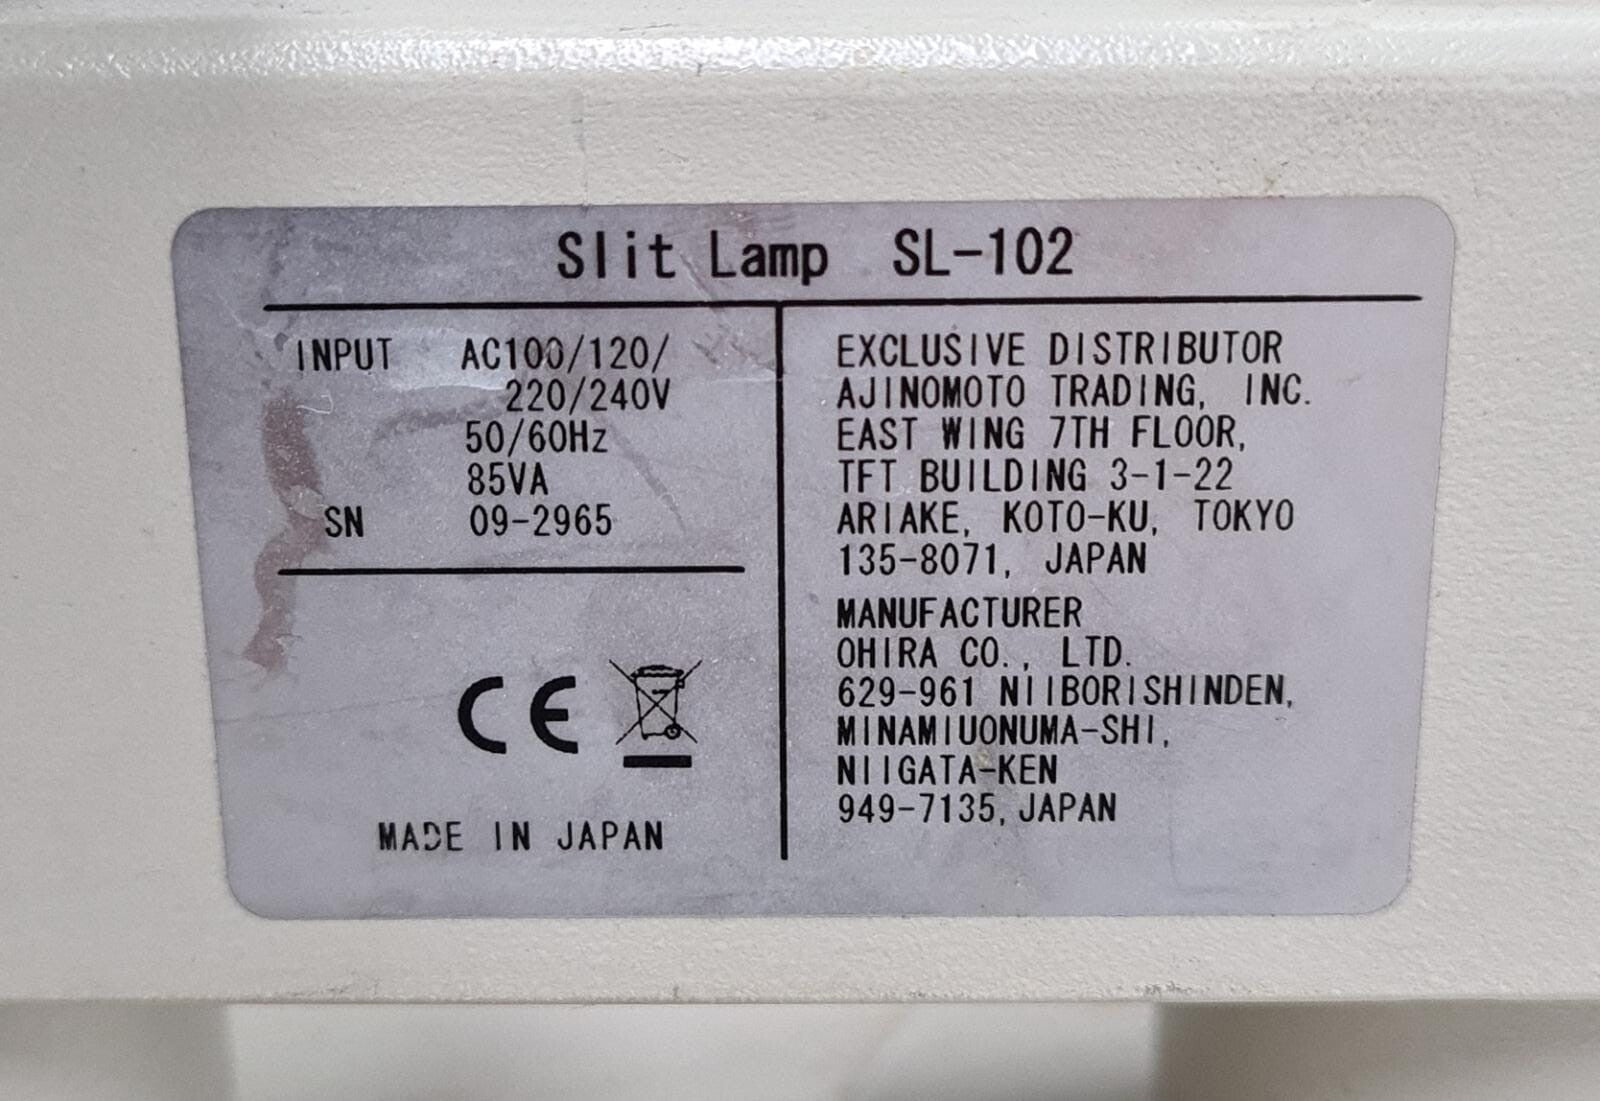 Slit Lamp SL-102
INPUT AC100/120/
220/240V
50/60Hz
85VA
SN 09-2965
CE
MADE IN JAPAN
EXCLUSIVE DISTRIBUTOR
AJINOMOTO TRADING, INC.
EAST WING 7TH FLOOR,
TFT BUILDING 3-1-22
ARIAKE, KOTO-KU, TOKYO
135-8071, JAPAN
MANUFACTURER
OHIRA CO., LTD.
629-961 NIIBORISHINDEN,
MINAMIUONUMA-SHI,
NIIGATA-KEN
949-7135, JAPAN